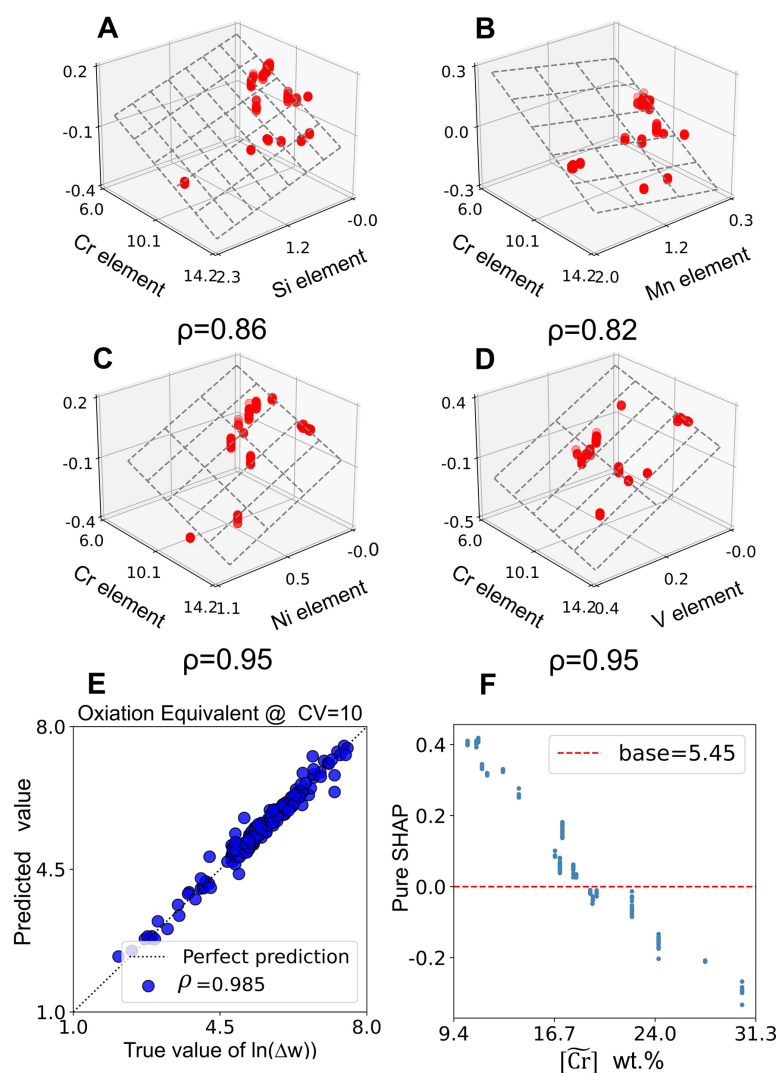 A
B
0.2
-0.1
-0.4
6.0
10.1
14.2
2.3
1.2
-0.0
Cr element
Si element
ρ=0.86
0.3
0.0
-0.3
6.0
10.1
14.2
2.0
1.2
0.3
Cr element
Mn element
ρ=0.82
C
D
0.2
-0.1
-0.4
6.0
10.1
14.2
1.1
0.5
-0.0
Cr element
Ni element
ρ=0.95
0.4
-0.1
-0.5
6.0
10.1
14.2
0.4
0.2
-0.0
Cr element
V element
ρ=0.95
E
Oxiation Equivalent @ CV=10
8.0
4.5
1.0
Predicted value
Perfect prediction
ρ=0.985
1.0
4.5
8.0
True value of ln(Δw))
F
0.4
0.2
0.0
-0.2
Pure SHAP
base=5.45
9.4
16.7
24.0
31.3
[C͠r] wt.%